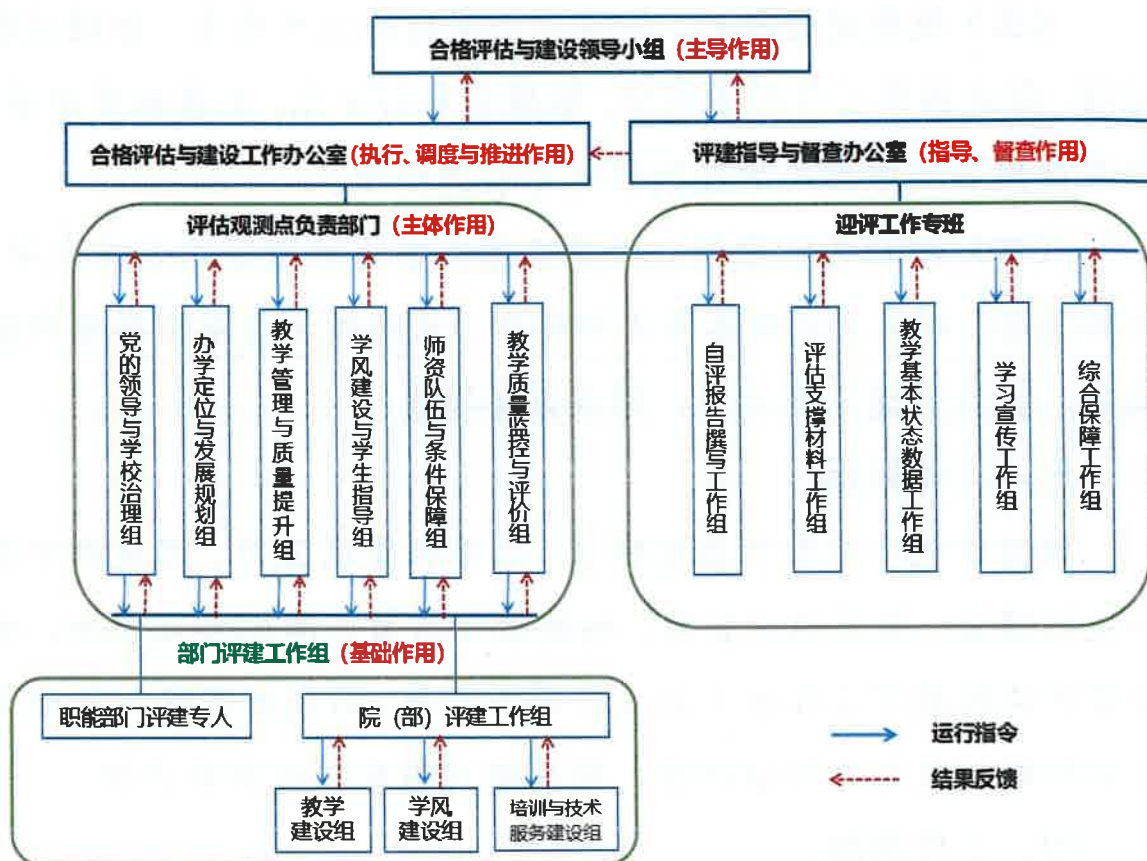 合格评估与建设领导小组（主导作用）
合格评估与建设工作办公室（执行、调度与推进作用）
评建指导与督查办公室（指导、督查作用）
评估观测点负责部门（主体作用）
迎评工作专班
党的领导与学校治理组
办学定位与发展规划组
教学管理与质量提升组
学风建设与学生指导组
师资队伍与条件保障组
教学质量监控与评价组
自评报告撰写工作组
评估支撑材料工作组
教学基本状态数据工作组
学习宣传工作组
综合保障工作组
部门评建工作组（基础作用）
职能部门评建专人
院（部）评建工作组
教学
建设组
学风
建设组
培训与技术
服务建设组
运行指令
结果反馈